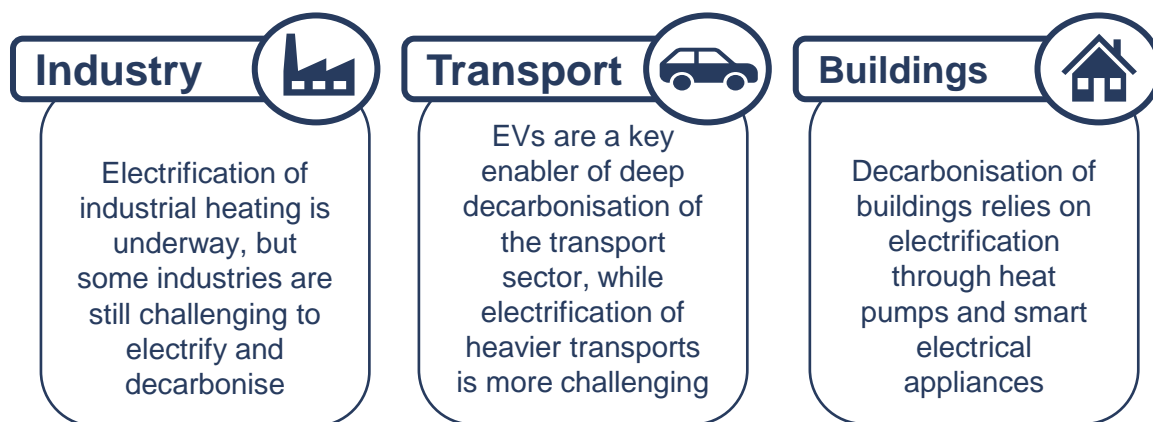 Industry
Electrification of
industrial heating is
underway, but
some industries are
still challenging to
electrify and
decarbonise
Transport
EVs are a key
enabler of deep
decarbonisation of
the transport
sector, while
electrification of
heavier transports
is more challenging
Buildings
Decarbonisation of
buildings relies on
electrification
through heat
pumps and smart
electrical
appliances